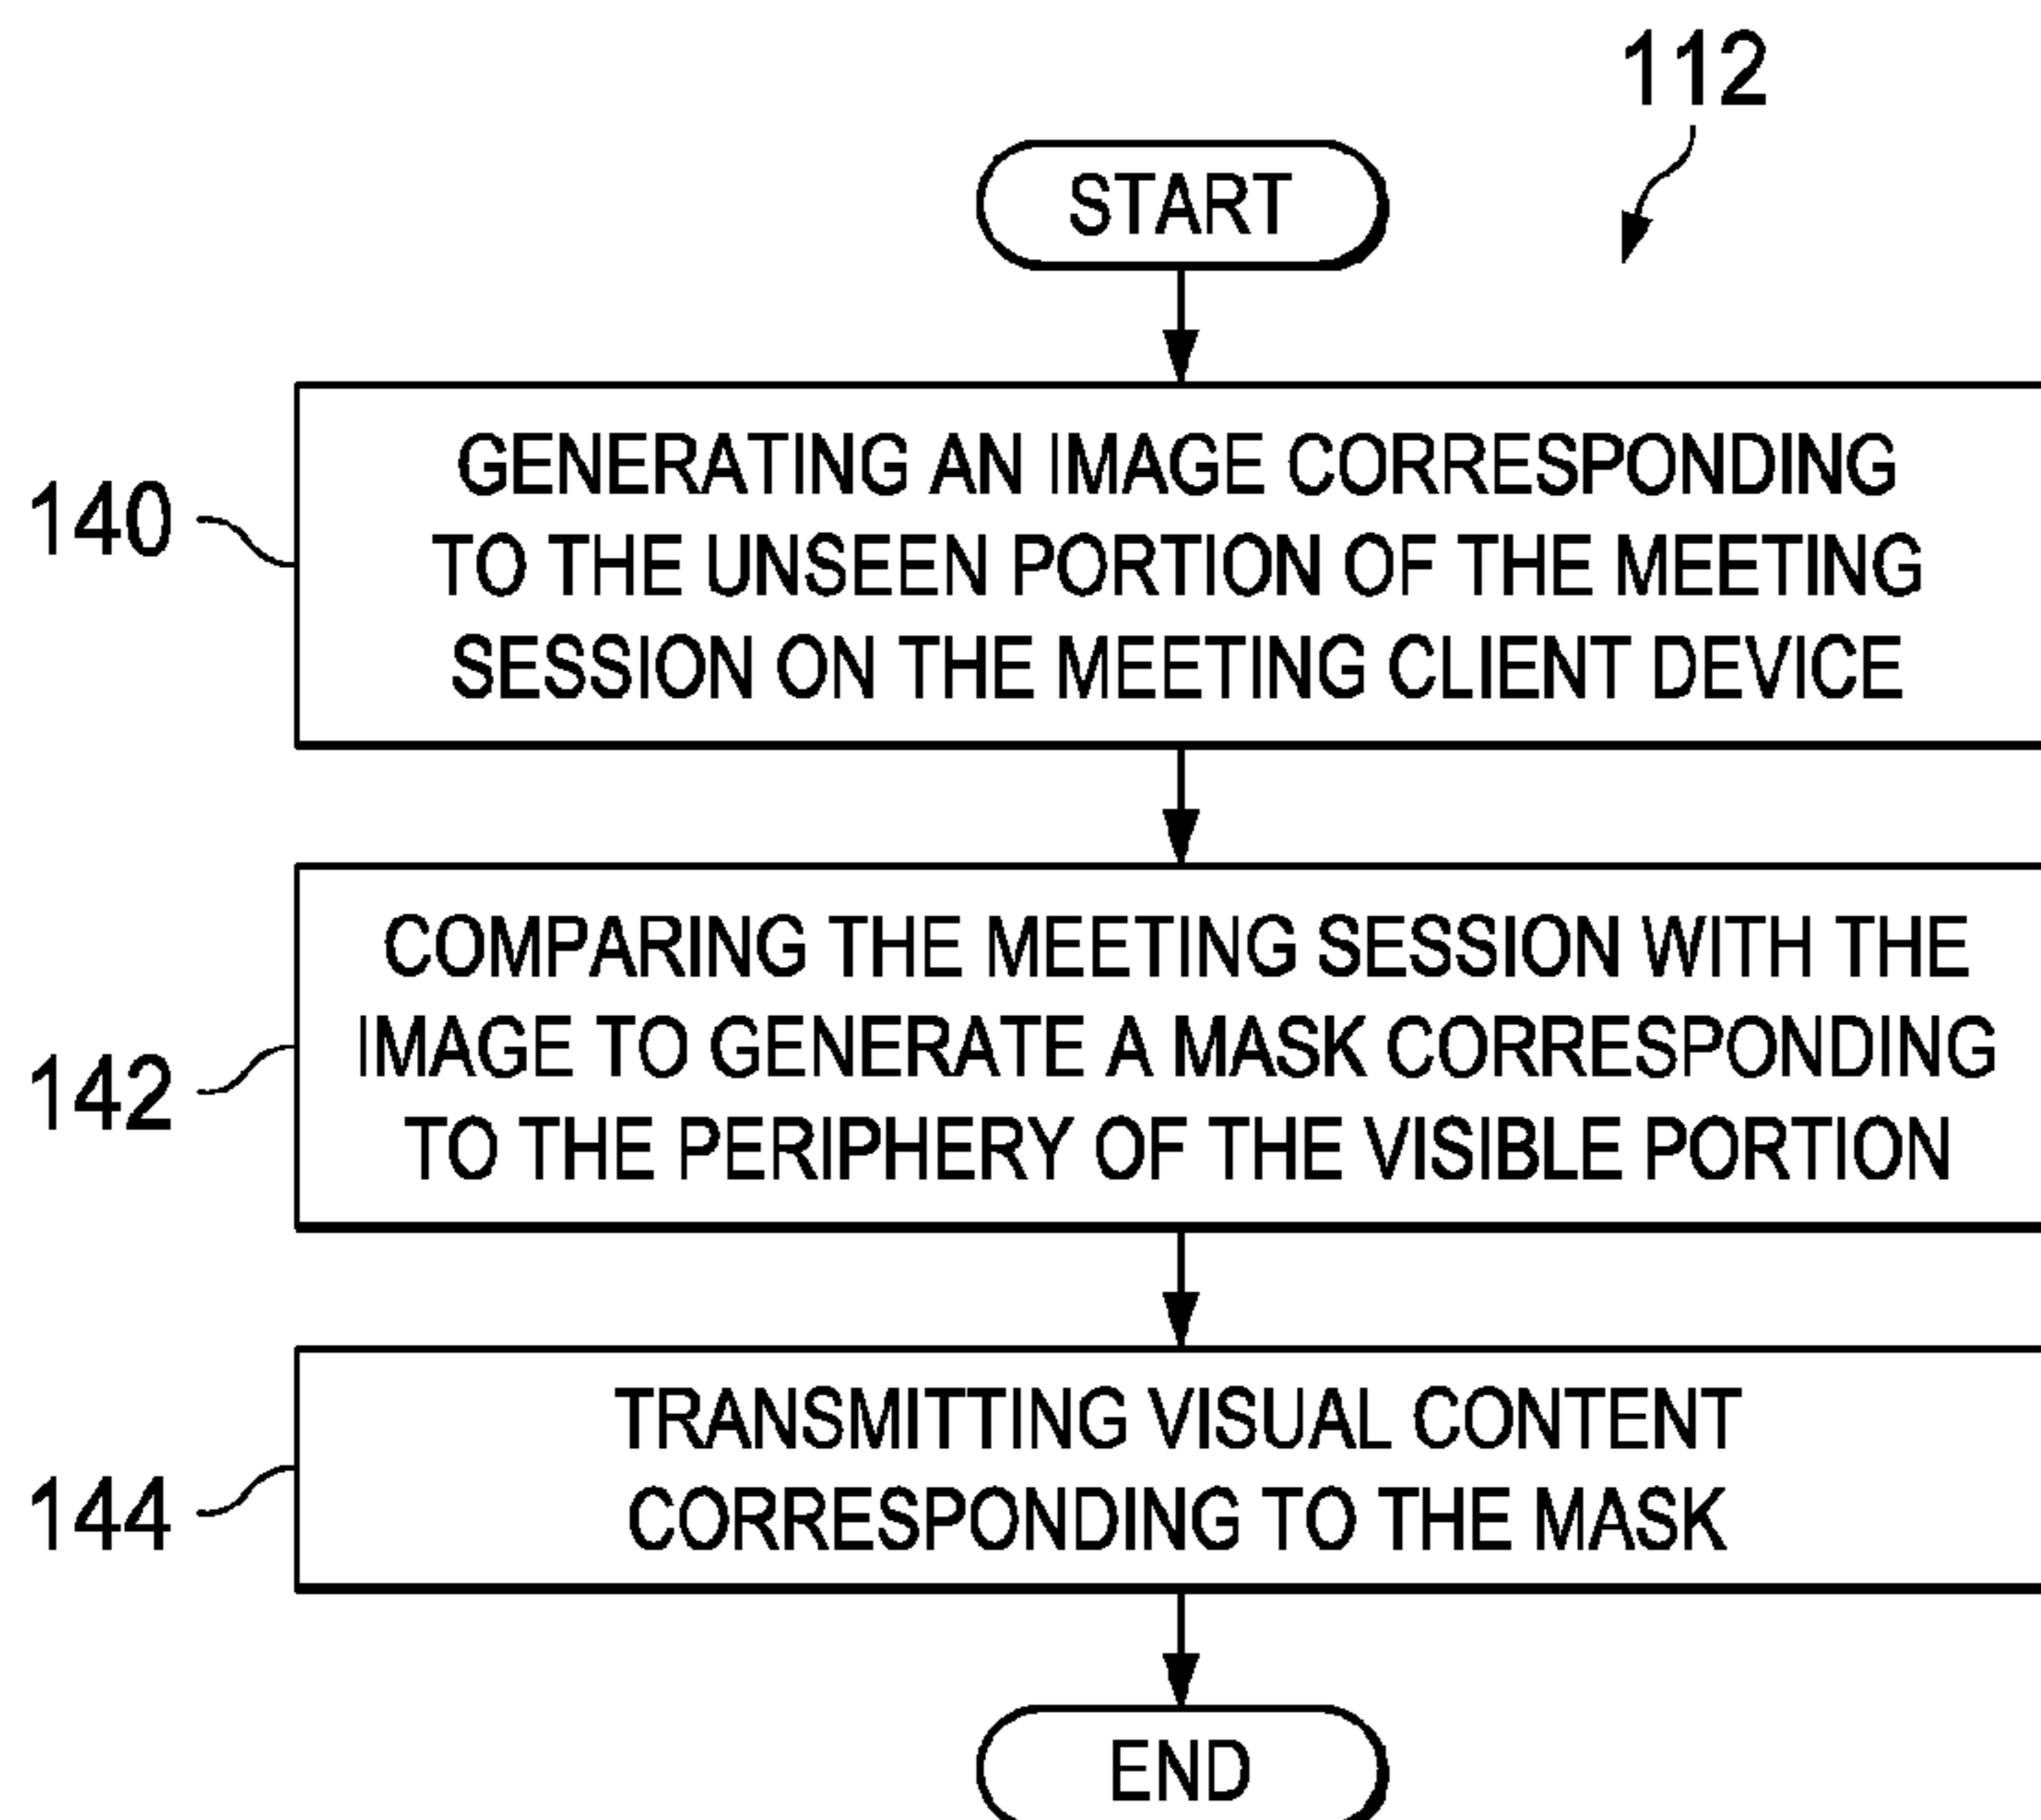 112
START
140
GENERATING AN IMAGE CORRESPONDING
TO THE UNSEEN PORTION OF THE MEETING
SESSION ON THE MEETING CLIENT DEVICE
142
COMPARING THE MEETING SESSION WITH THE
IMAGE TO GENERATE A MASK CORRESPONDING
TO THE PERIPHERY OF THE VISIBLE PORTION
144
TRANSMITTING VISUAL CONTENT
CORRESPONDING TO THE MASK
END